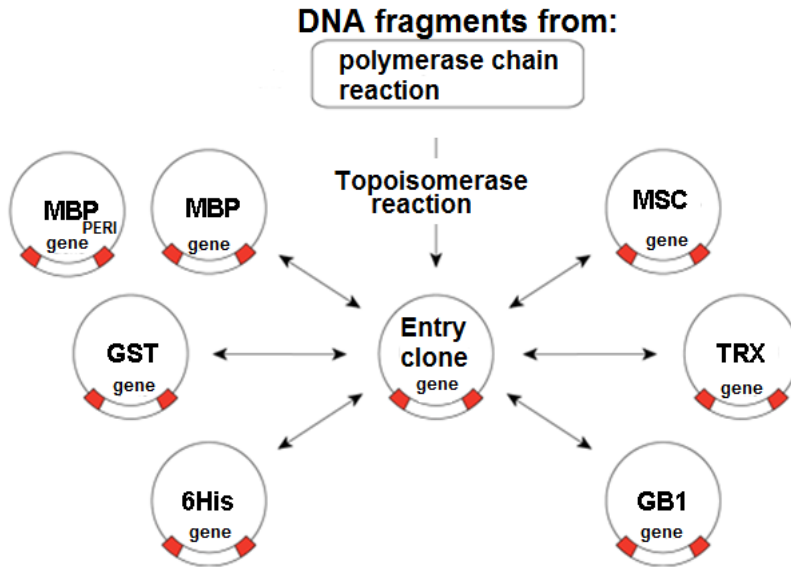 DNA fragments from:
polymerase chain
reaction
Topoisomerase
reaction
MBP
PERI
gene
MBP
gene
MSC
gene
GST
gene
Entry
clone
gene
TRX
gene
6His
gene
GB1
gene